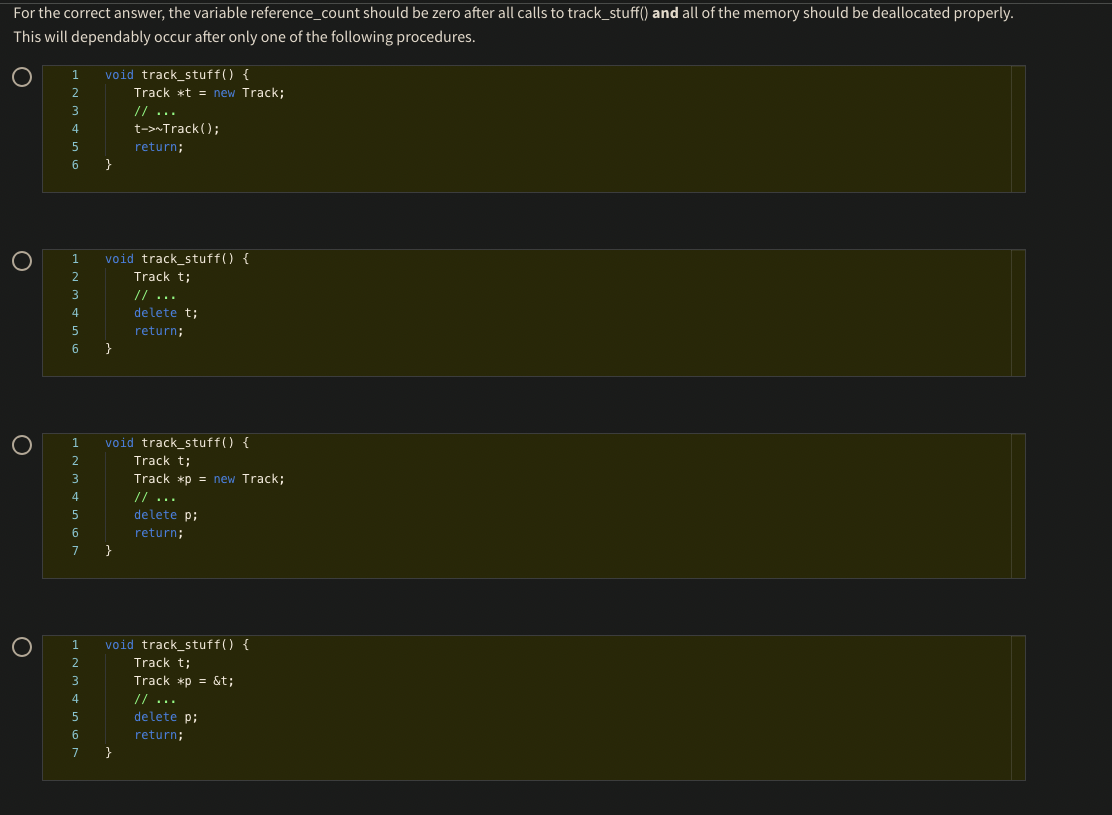 For the correct answer, the variable reference_count should be zero after all calls to track_stuff() and all of the memory should be deallocated properly.
This will dependably occur after only one of the following procedures.
1 void track_stuff() {
2 Track *t = new Track;
3 // ...
4 t->~Track();
5 return;
6 }
1 void track_stuff() {
2 Track t;
3 // ...
4 delete t;
5 return;
6 }
1 void track_stuff() {
2 Track t;
3 Track *p = new Track;
4 // ...
5 delete p;
6 return;
7 }
1 void track_stuff() {
2 Track t;
3 Track *p = &t;
4 // ...
5 delete p;
6 return;
7 }